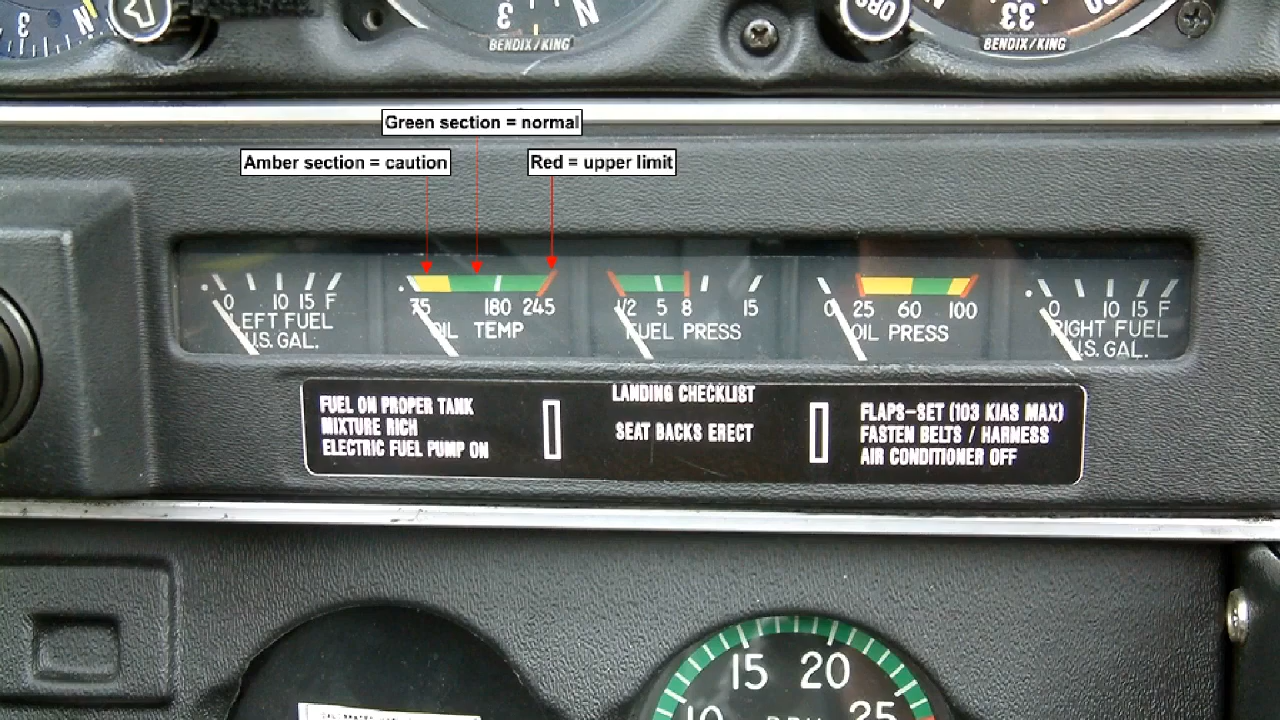 3 N
3 N
BENDIX/KING
OBS
N 33 30
BENDIX/KING
Green section = normal
Amber section = caution
Red = upper limit
0 10 15 F
LEFT FUEL
U.S. GAL.
75 180 245
OIL TEMP
1/2 5 8 15
FUEL PRESS
0 25 60 100
OIL PRESS
0 10 15 F
RIGHT FUEL
U.S. GAL.
FUEL ON PROPER TANK
MIXTURE RICH
ELECTRIC FUEL PUMP ON
LANDING CHECKLIST
SEAT BACKS ERECT
FLAPS-SET (103 KIAS MAX)
FASTEN BELTS / HARNESS
AIR CONDITIONER OFF
15 20
10 25